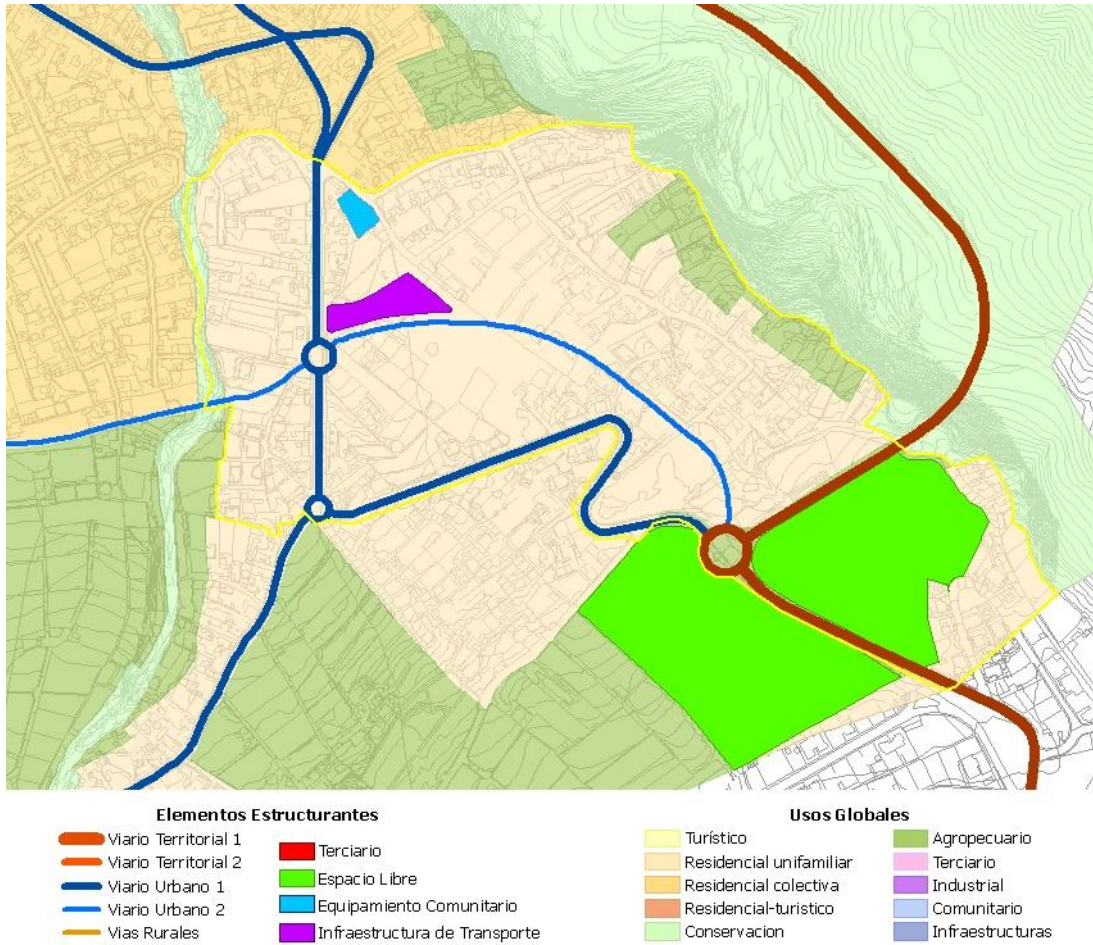 Elementos Estructurantes
Viario Territorial 1
Viario Territorial 2
Viario Urbano 1
Viario Urbano 2
Vias Rurales
Terciario
Espacio Libre
Equipamiento Comunitario
Infraestructura de Transporte
Usos Globales
Turístico
Residencial unifamiliar
Residencial colectiva
Residencial-turistico
Conservacion
Agropecuario
Terciario
Industrial
Comunitario
Infraestructuras